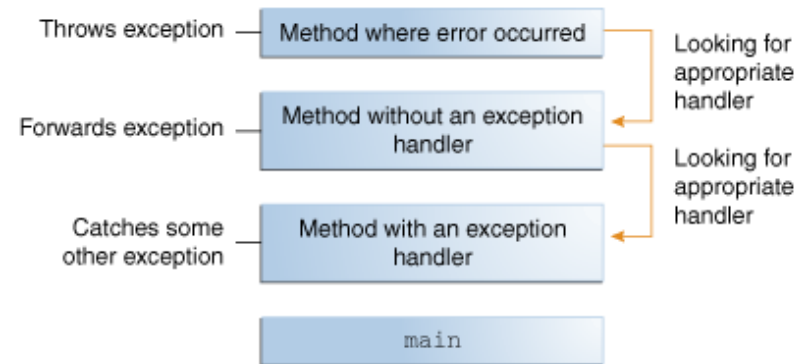 Throws exception
Method where error occurred
Looking for
appropriate
handler
Forwards exception
Method without an exception
handler
Looking for
appropriate
handler
Catches some
other exception
Method with an exception
handler
main